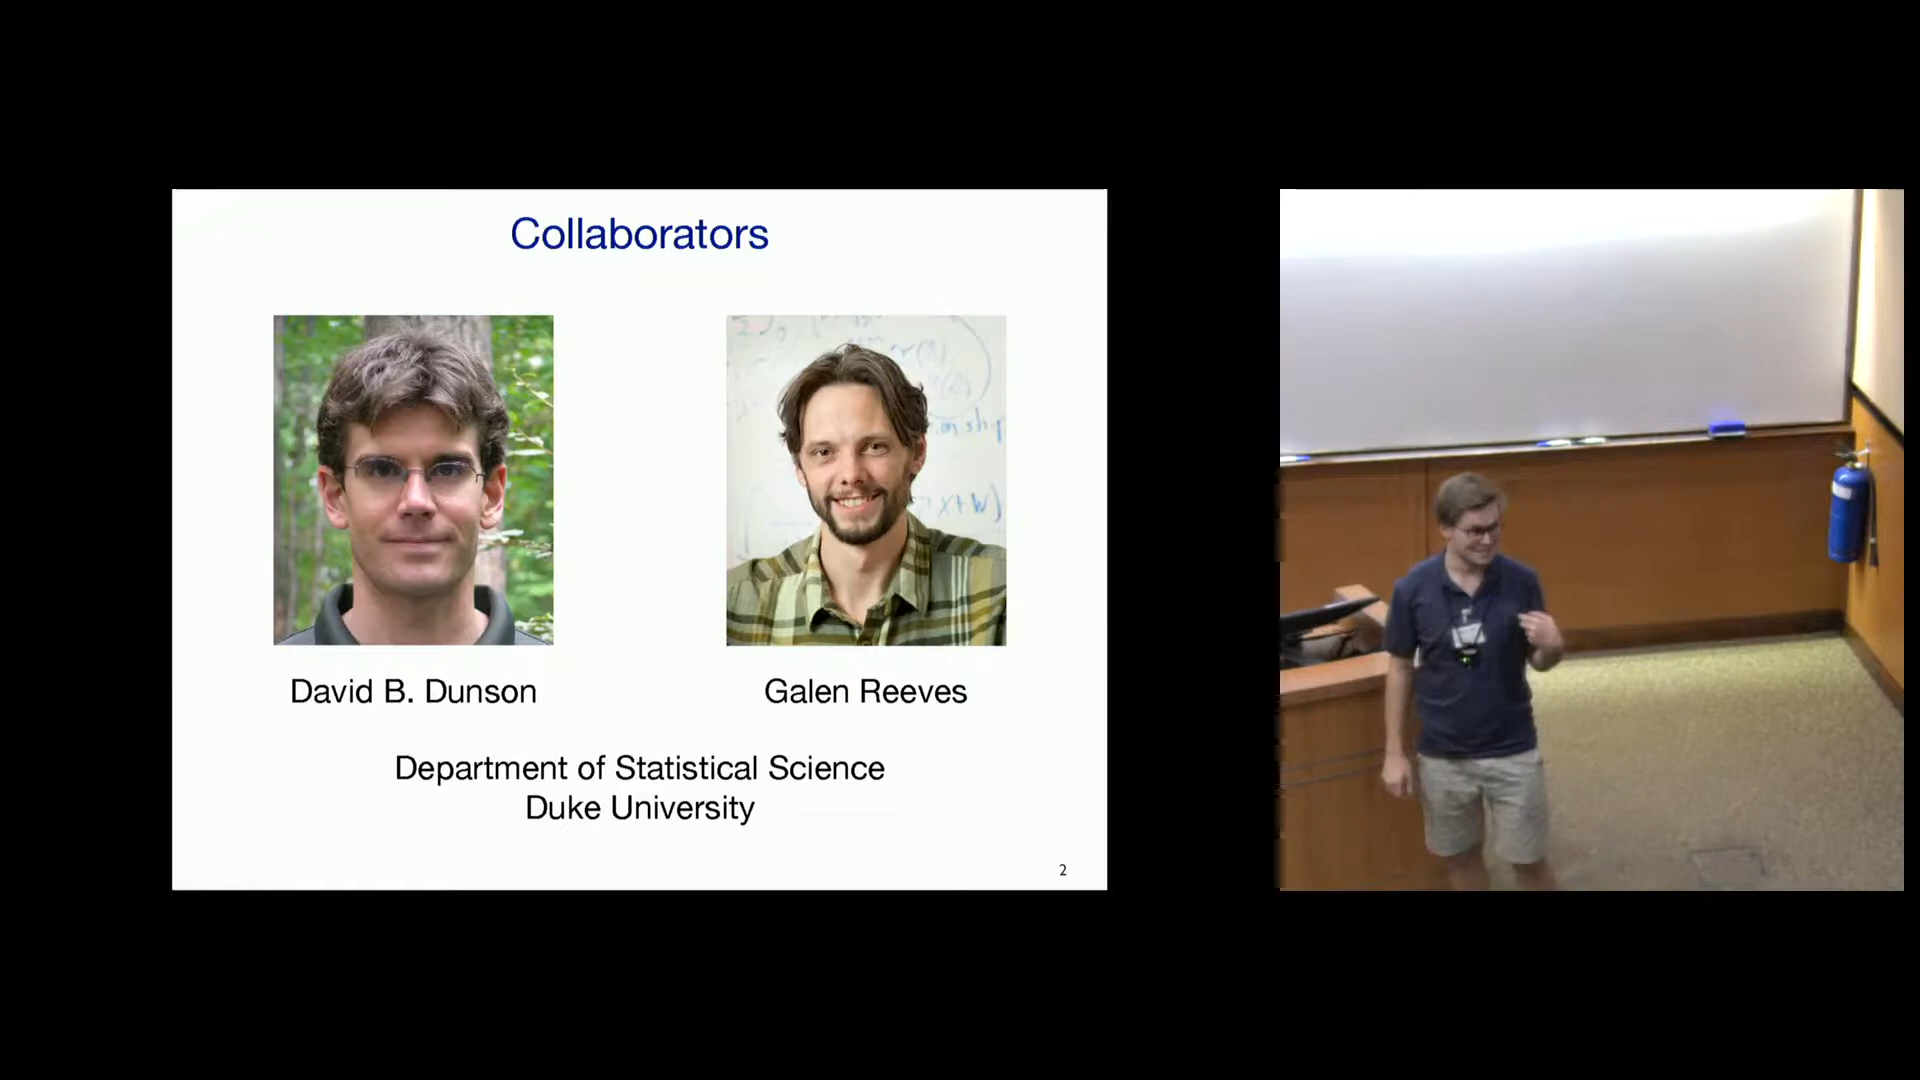 Collaborators
David B. Dunson
Galen Reeves
Department of Statistical Science
Duke University
2